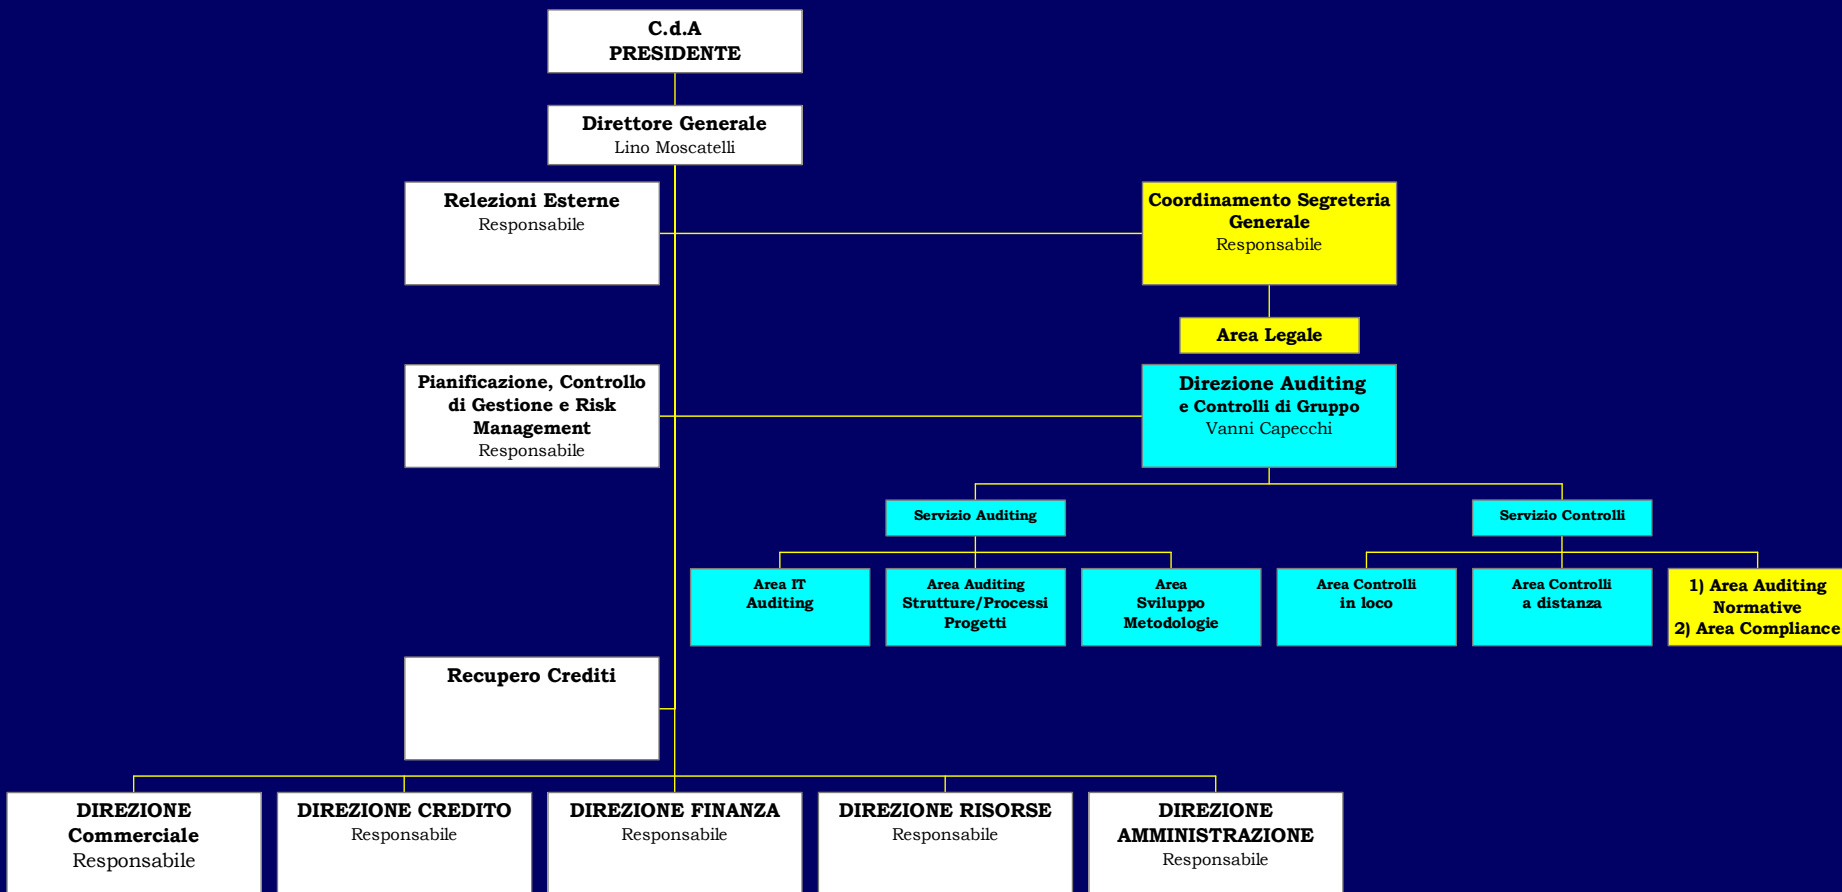 C.d.A
PRESIDENTE
Direttore Generale
Lino Moscatelli
Relezioni Esterne
Responsabile
Coordinamento Segreteria
Generale
Responsabile
Area Legale
Pianificazione, Controllo
di Gestione e Risk
Management
Responsabile
Direzione Auditing
e Controlli di Gruppo
Vanni Capecchi
Servizio Auditing
Servizio Controlli
Area IT
Auditing
Area Auditing
Strutture/Processi
Progetti
Area
Sviluppo
Metodologie
Area Controlli
in loco
Area Controlli
a distanza
1) Area Auditing
Normative
2) Area Compliance
Recupero Crediti
DIREZIONE
Commerciale
Responsabile
DIREZIONE CREDITO
Responsabile
DIREZIONE FINANZA
Responsabile
DIREZIONE RISORSE
Responsabile
DIREZIONE
AMMINISTRAZIONE
Responsabile